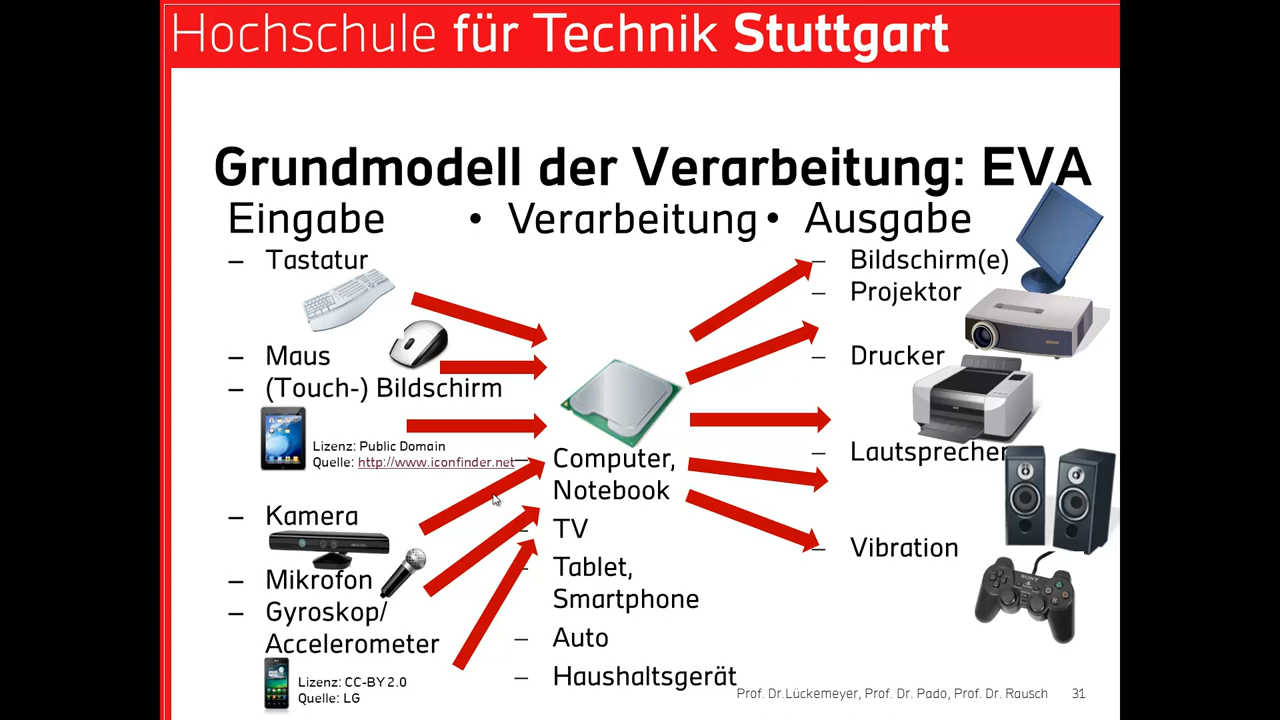 Hochschule für Technik Stuttgart
Grundmodell der Verarbeitung: EVA
Eingabe
– Tastatur
– Maus
– (Touch-) Bildschirm
Lizenz: Public Domain
Quelle: http://www.iconfinder.net
– Kamera
– Mikrofon
– Gyroskop/
Accelerometer
Lizenz: CC-BY 2.0
Quelle: LG
• Verarbeitung
– Computer,
Notebook
– TV
– Tablet,
Smartphone
– Auto
– Haushaltsgerät
• Ausgabe
– Bildschirm(e)
– Projektor
– Drucker
– Lautsprecher
– Vibration
SONY
Prof. Dr.Lückemeyer, Prof. Dr. Pado, Prof. Dr. Rausch 31